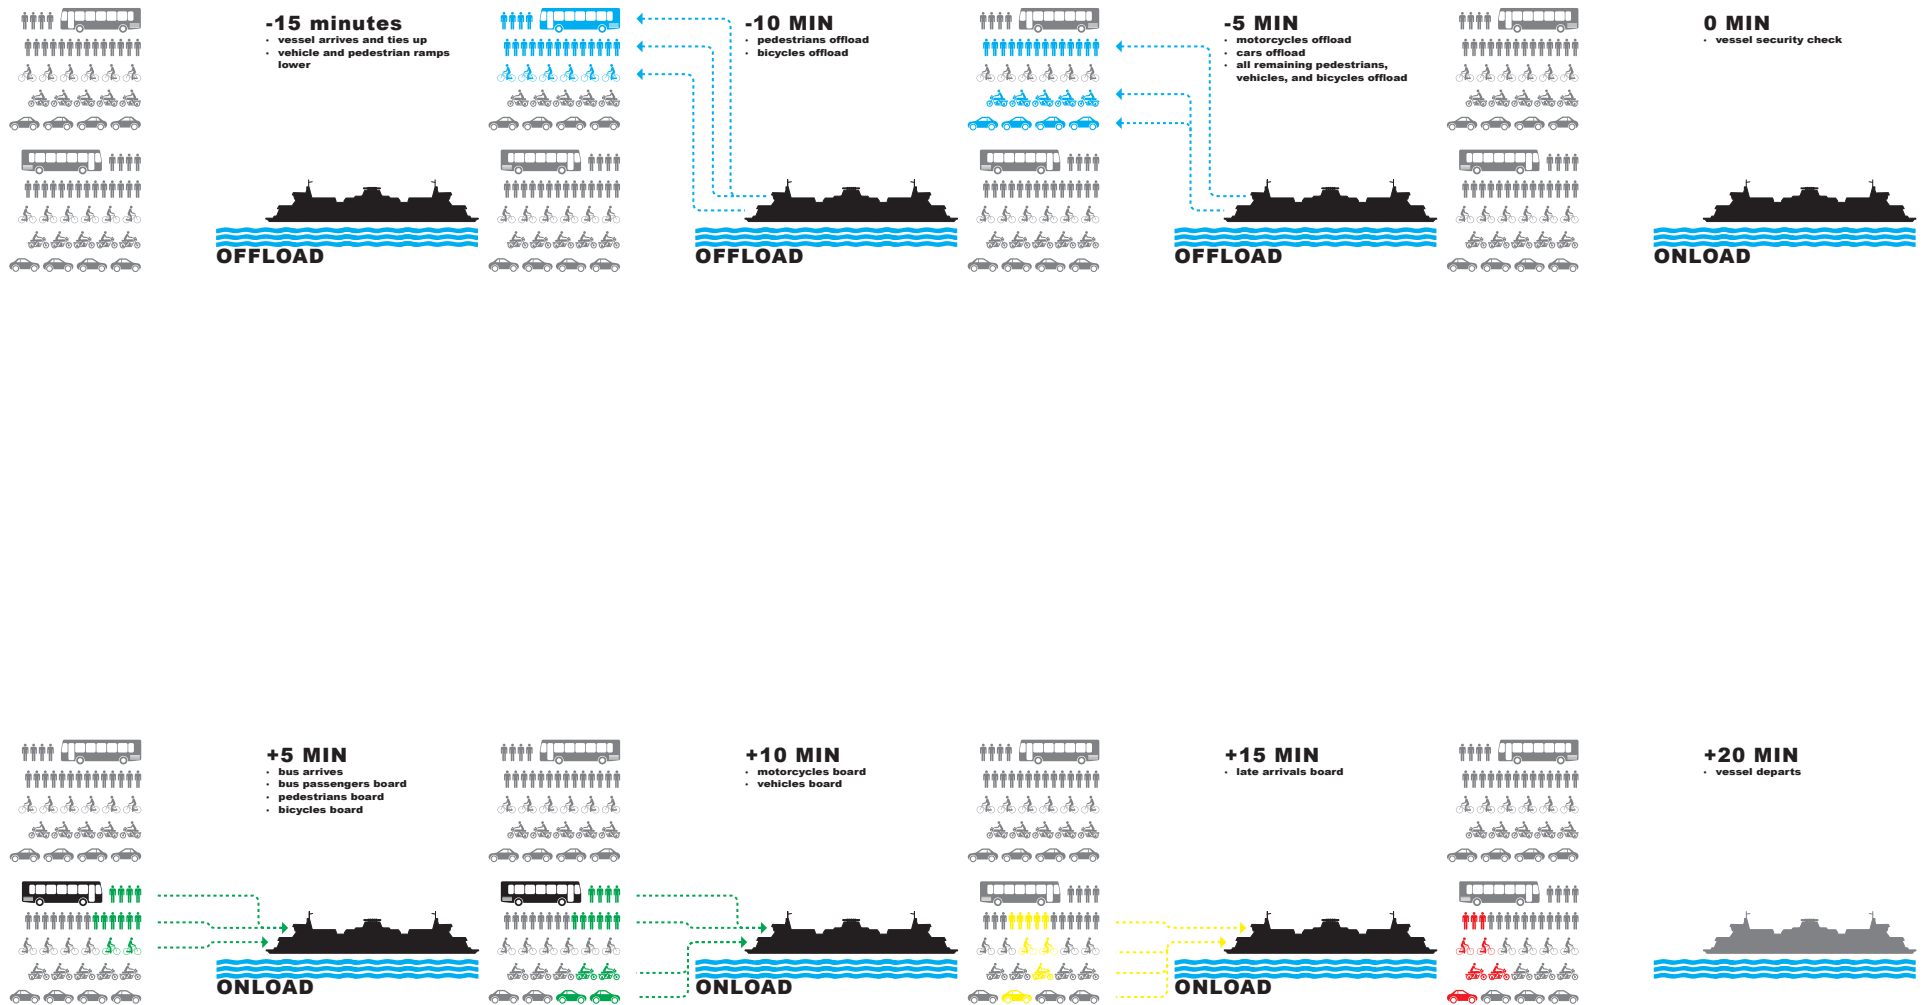 -15 minutes
• vessel arrives and ties up
• vehicle and pedestrian ramps
lower
OFFLOAD
-10 MIN
• pedestrians offload
• bicycles offload
OFFLOAD
-5 MIN
• motorcycles offload
• cars offload
• all remaining pedestrians,
vehicles, and bicycles offload
OFFLOAD
0 MIN
• vessel security check
ONLOAD
+5 MIN
• bus arrives
• bus passengers board
• pedestrians board
• bicycles board
ONLOAD
+10 MIN
• motorcycles board
• vehicles board
ONLOAD
+15 MIN
• late arrivals board
ONLOAD
+20 MIN
• vessel departs